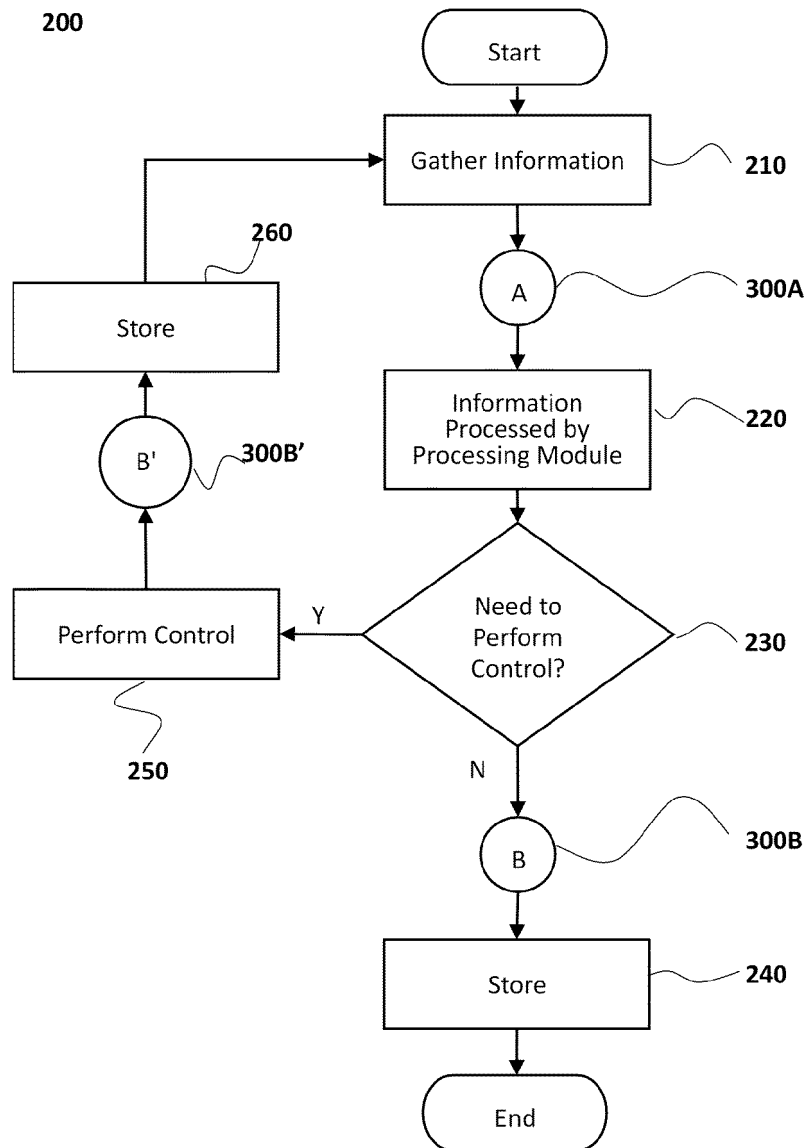 200
Start
Gather Information
210
260
A
300A
Store
Information
Processed by
Processing Module
220
B'
300B’
Need to
Perform
Control?
230
Y
Perform Control
250
N
B
300B
Store
240
End